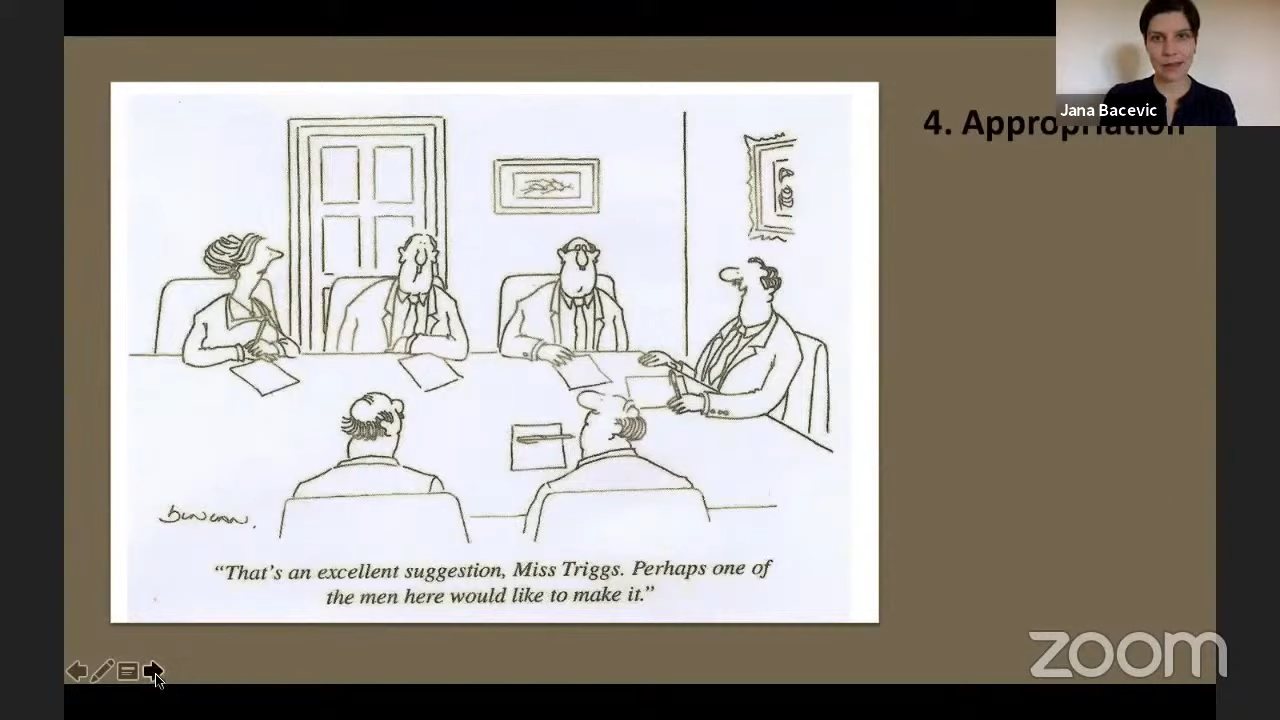 Jana Bacevic
4. Appropriation
Duncan.
“That’s an excellent suggestion, Miss Triggs. Perhaps one of
the men here would like to make it.”
zoom